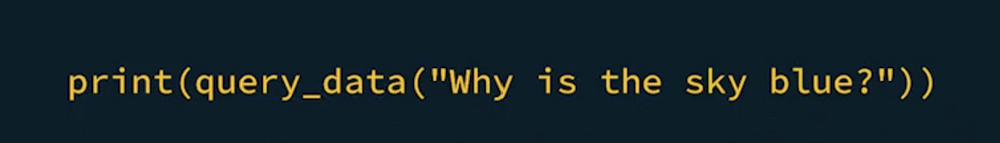 print(query_data("Why is the sky blue?"))